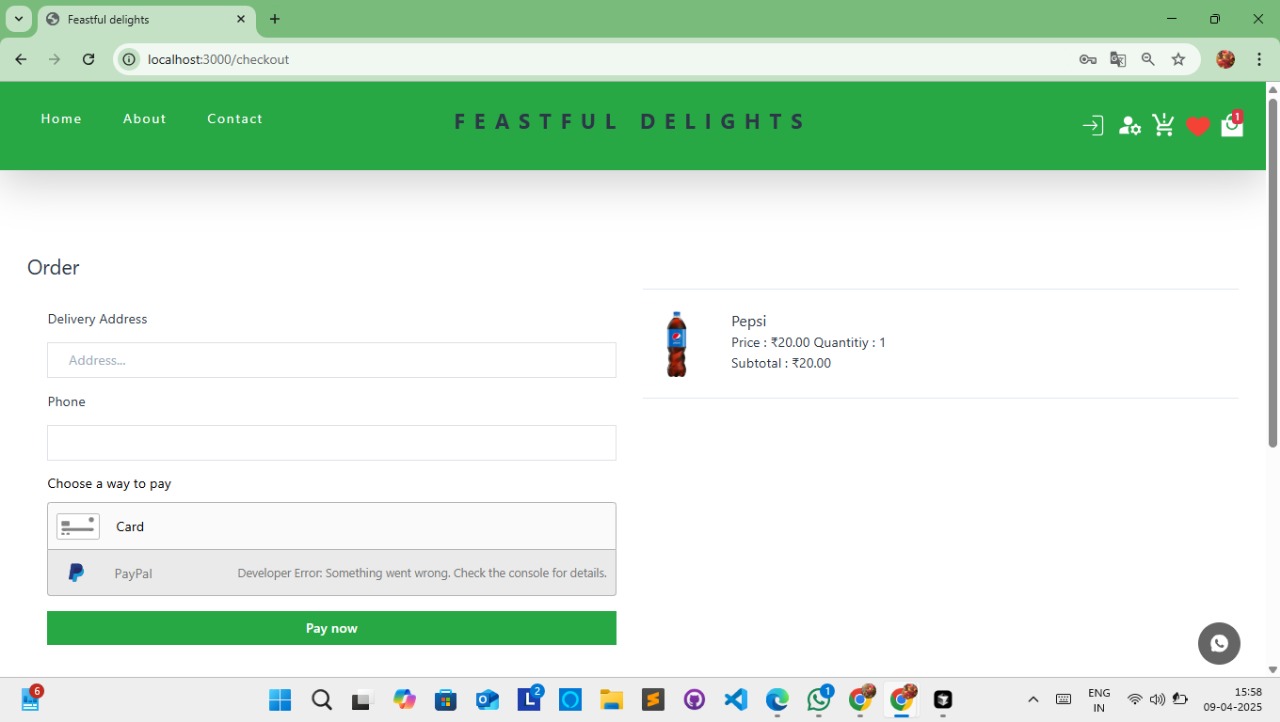 Feastful delights
localhost:3000/checkout
Home About Contact FEASTFUL DELIGHTS 1
Order
Delivery Address
Address...
Phone
Choose a way to pay
Card
PayPal Developer Error: Something went wrong. Check the console for details.
Pay now
Pepsi
Price : ₹20.00 Quantitiy : 1
Subtotal : ₹20.00
6 2 1
ENG
IN
15:58
09-04-2025